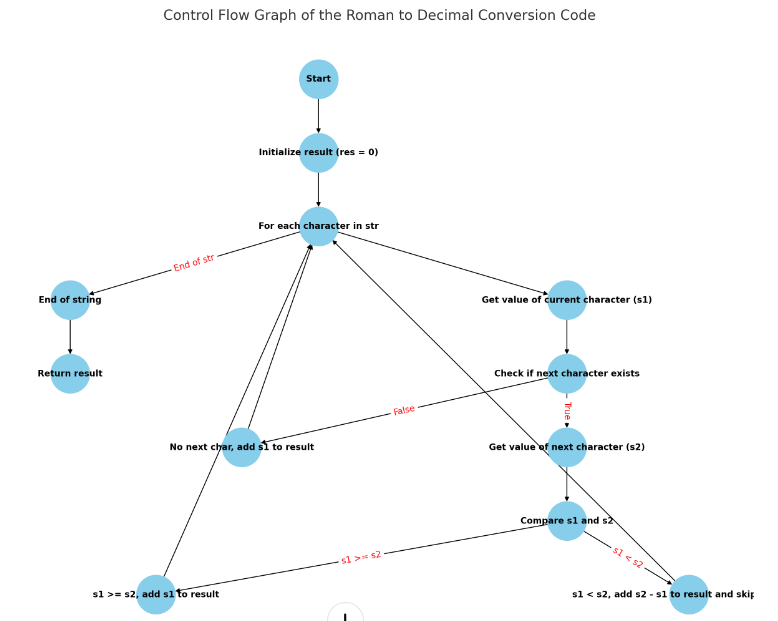 Control Flow Graph of the Roman to Decimal Conversion Code
Start
Initialize result (res = 0)
For each character in str
End of str
End of string
Get value of current character (s1)
Return result
Check if next character exists
False
True
No next char, add s1 to result
Get value of next character (s2)
Compare s1 and s2
s1 >= s2
s1 < s2
s1 >= s2, add s1 to result
s1 < s2, add s2 - s1 to result and skip